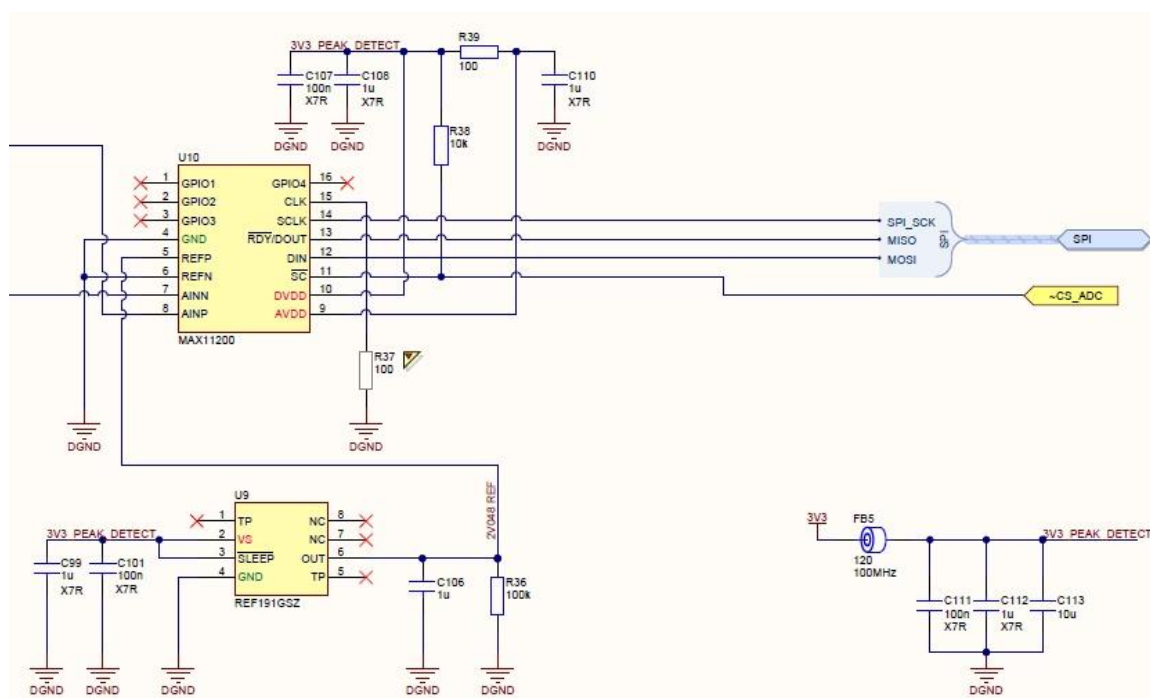 R39
3V3 PEAK_DETECT
100
C107
100n
X7R
C108
1u
X7R
C110
1u
X7R
DGND
DGND
DGND
R38
10k
U10
1 GPIO1
2 GPIO2
3 GPIO3
4 GND
5 REFP
6 REFN
7 AINN
8 AINP
GPIO4 16
CLK 15
SCLK 14
RDY/DOUT 13
DIN 12
SC 11
DVDD 10
AVDD 9
MAX11200
SPI_SCK
MISO
MOSI
SPI
SPI
~CS_ADC
R37
100
DGND
DGND
2V048 REF
U9
1 TP
2 VS
3 SLEEP
4 GND
NC 8
NC 7
OUT 6
TP 5
REF191GSZ
3V3 PEAK_DETECT
C99
1u
X7R
C101
100n
X7R
C106
1u
R36
100k
DGND
DGND
DGND
DGND
DGND
3V3
FB5
120
100MHz
3V3_PEAK_DETECT
C111
100n
X7R
C112
1u
X7R
C113
10u
DGND